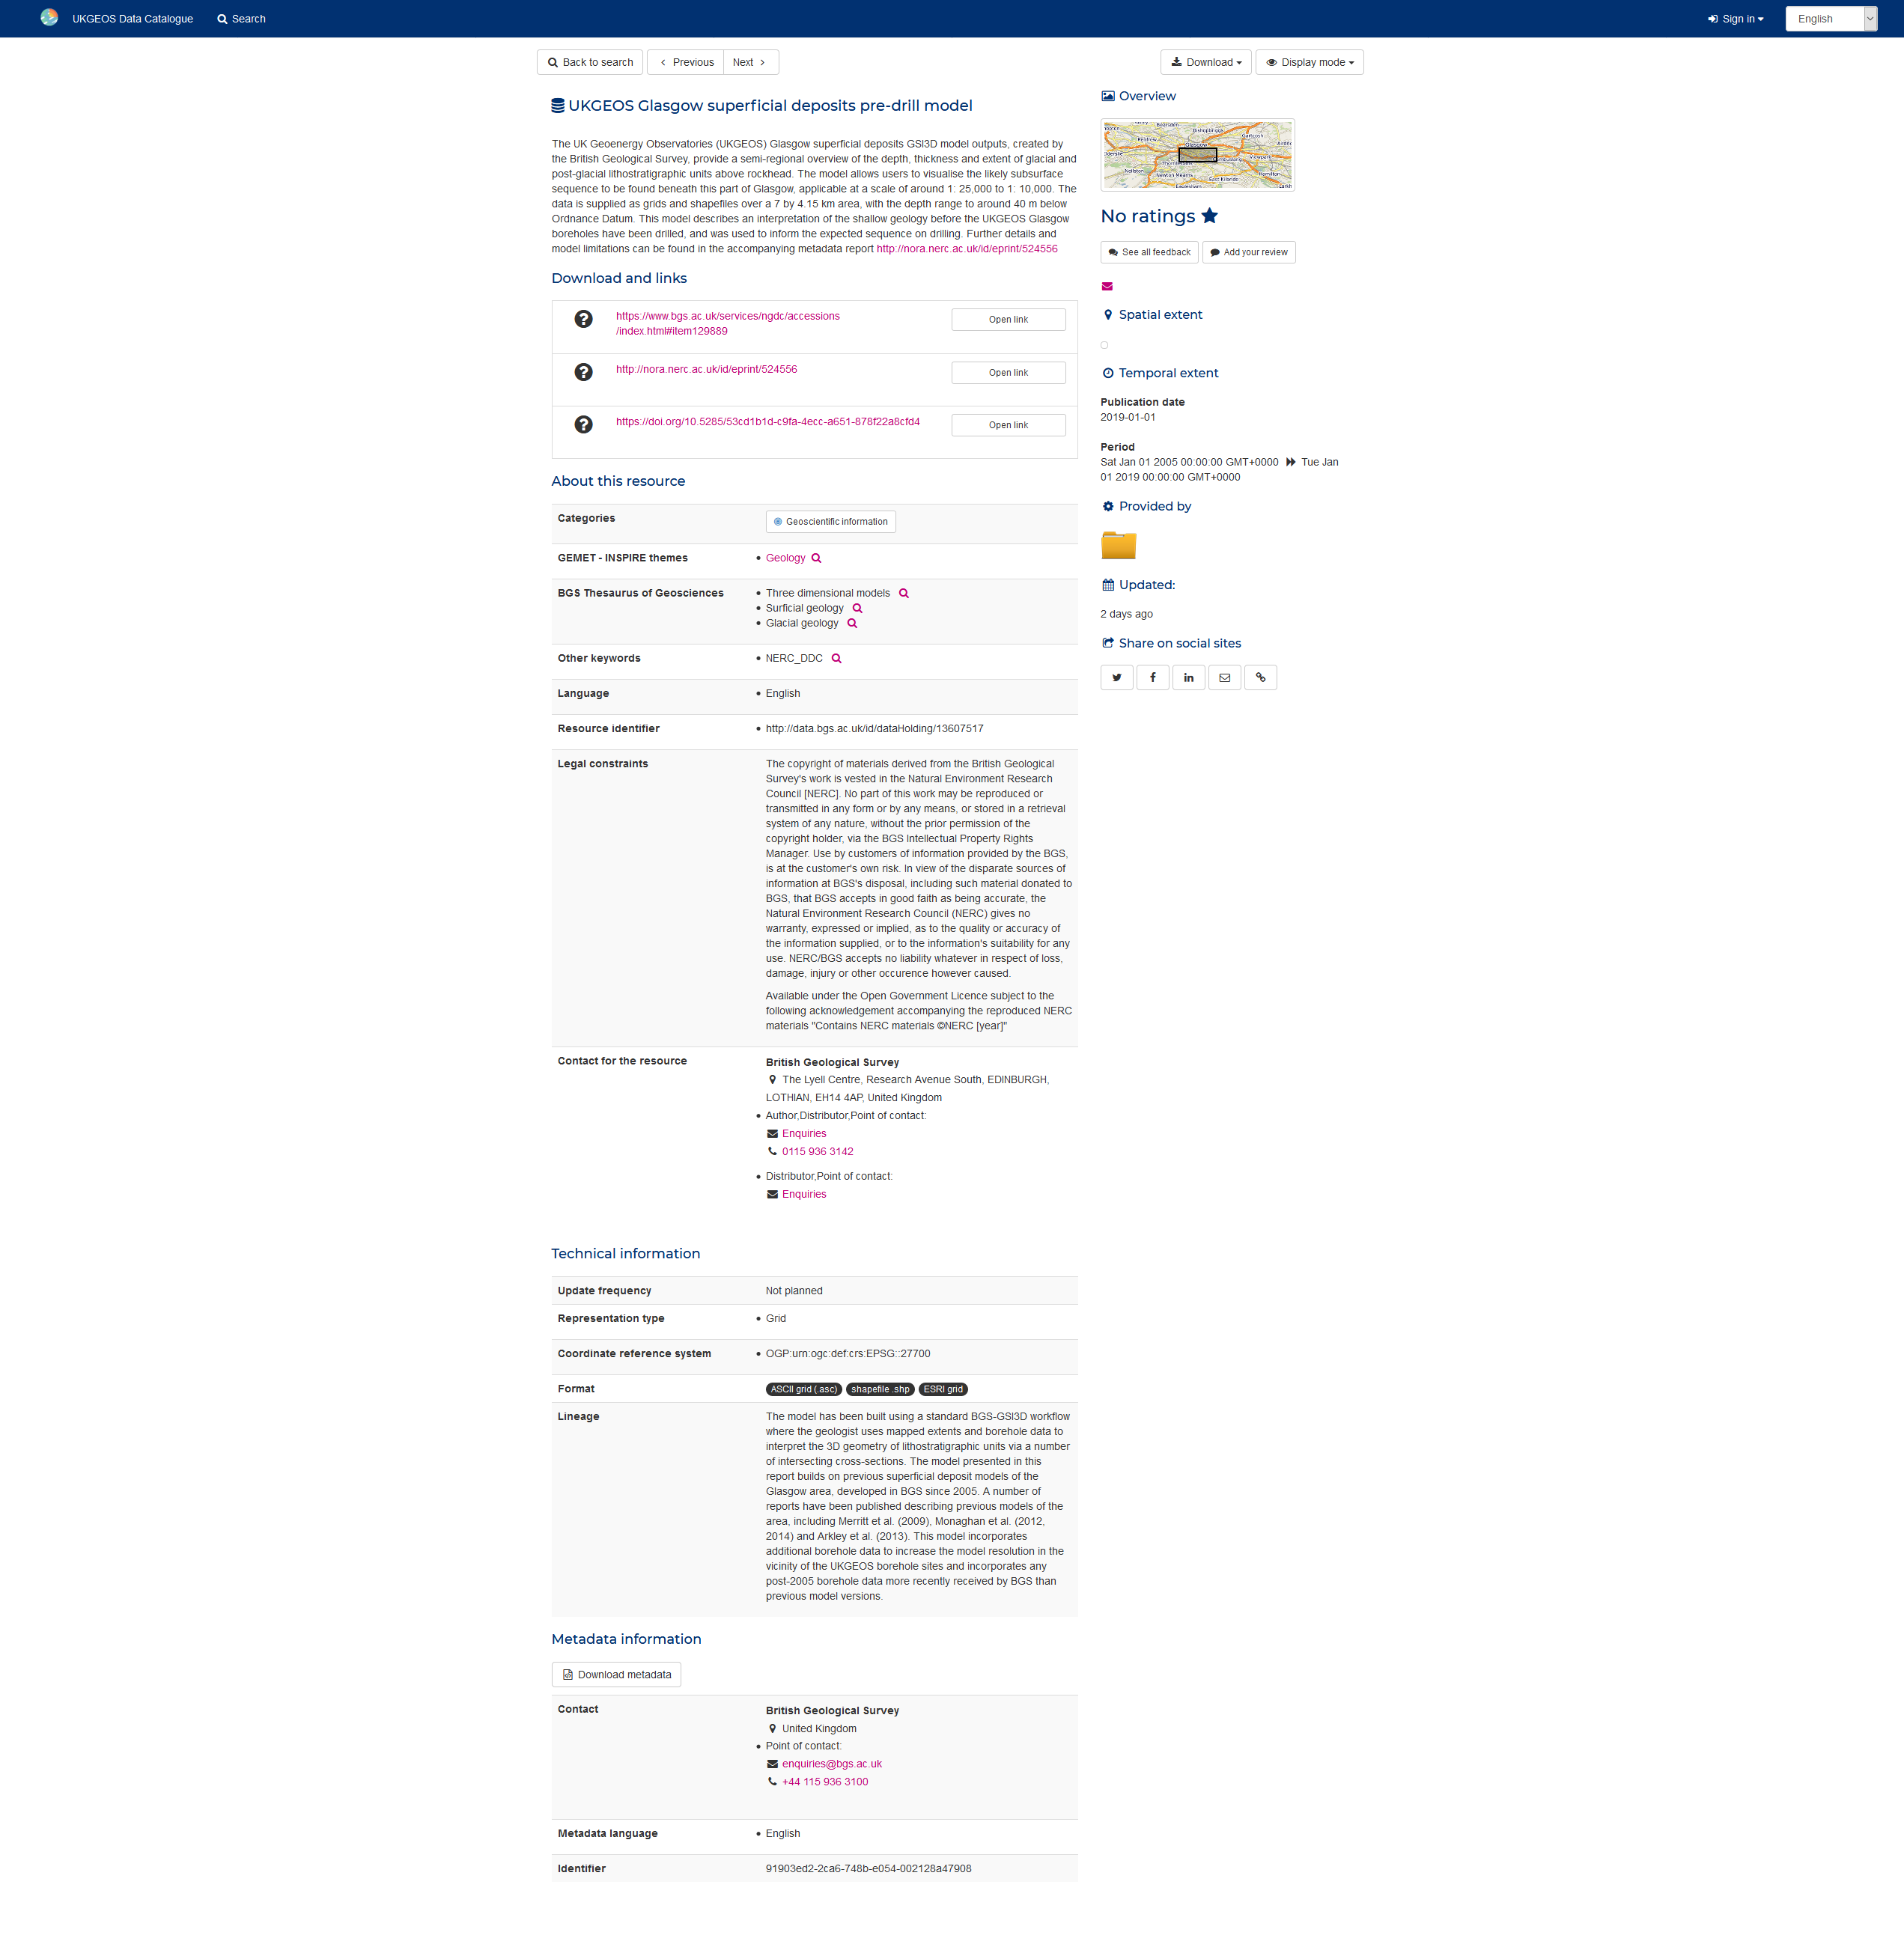 UKGEOS Data Catalogue
Search
Sign in
English
Back to search
Previous
Next
Download
Display mode
UKGEOS Glasgow superficial deposits pre-drill model
The UK Geoenergy Observatories (UKGEOS) Glasgow superficial deposits GSI3D model outputs, created by
the British Geological Survey, provide a semi-regional overview of the depth, thickness and extent of glacial and
post-glacial lithostratigraphic units above rockhead. The model allows users to visualise the likely subsurface
sequence to be found beneath this part of Glasgow, applicable at a scale of around 1: 25,000 to 1: 10,000. The
data is supplied as grids and shapefiles over a 7 by 4.15 km area, with the depth range to around 40 m below
Ordnance Datum. This model describes an interpretation of the shallow geology before the UKGEOS Glasgow
boreholes have been drilled, and was used to inform the expected sequence on drilling. Further details and
model limitations can be found in the accompanying metadata report http://nora.nerc.ac.uk/id/eprint/524556
Download and links
https://www.bgs.ac.uk/services/ngdc/accessions
/index.html#item129889
Open link
http://nora.nerc.ac.uk/id/eprint/524556
Open link
https://doi.org/10.5285/53cd1b1d-c9fa-4ecc-a651-878f22a8cfd4
Open link
About this resource
Categories
Geoscientific information
GEMET - INSPIRE themes
Geology
BGS Thesaurus of Geosciences
Three dimensional models
Surficial geology
Glacial geology
Other keywords
NERC_DDC
Language
English
Resource identifier
http://data.bgs.ac.uk/id/dataHolding/13607517
Legal constraints
The copyright of materials derived from the British Geological
Survey's work is vested in the Natural Environment Research
Council [NERC]. No part of this work may be reproduced or
transmitted in any form or by any means, or stored in a retrieval
system of any nature, without the prior permission of the
copyright holder, via the BGS Intellectual Property Rights
Manager. Use by customers of information provided by the BGS,
is at the customer's own risk. In view of the disparate sources of
information at BGS's disposal, including such material donated to
BGS, that BGS accepts in good faith as being accurate, the
Natural Environment Research Council (NERC) gives no
warranty, expressed or implied, as to the quality or accuracy of
the information supplied, or to the information's suitability for any
use. NERC/BGS accepts no liability whatever in respect of loss,
damage, injury or other occurence however caused.
Available under the Open Government Licence subject to the
following acknowledgement accompanying the reproduced NERC
materials "Contains NERC materials ©NERC [year]"
Contact for the resource
British Geological Survey
The Lyell Centre, Research Avenue South, EDINBURGH,
LOTHIAN, EH14 4AP, United Kingdom
Author,Distributor,Point of contact:
Enquiries
0115 936 3142
Distributor,Point of contact:
Enquiries
Technical information
Update frequency
Not planned
Representation type
Grid
Coordinate reference system
OGP:urn:ogc:def:crs:EPSG::27700
Format
ASCII grid (.asc) shapefile .shp ESRI grid
Lineage
The model has been built using a standard BGS-GSI3D workflow
where the geologist uses mapped extents and borehole data to
interpret the 3D geometry of lithostratigraphic units via a number
of intersecting cross-sections. The model presented in this
report builds on previous superficial deposit models of the
Glasgow area, developed in BGS since 2005. A number of
reports have been published describing previous models of the
area, including Merritt et al. (2009), Monaghan et al. (2012,
2014) and Arkley et al. (2013). This model incorporates
additional borehole data to increase the model resolution in the
vicinity of the UKGEOS borehole sites and incorporates any
post-2005 borehole data more recently received by BGS than
previous model versions.
Metadata information
Download metadata
Contact
British Geological Survey
United Kingdom
Point of contact:
enquiries@bgs.ac.uk
+44 115 936 3100
Metadata language
English
Identifier
91903ed2-2ca6-748b-e054-002128a47908
Overview
Bishopbriggs
Glasgow
Newton Mearns
East Kilbride
Hamilton
No ratings
See all feedback
Add your review
Spatial extent
Temporal extent
Publication date
2019-01-01
Period
Sat Jan 01 2005 00:00:00 GMT+0000 Tue Jan
01 2019 00:00:00 GMT+0000
Provided by
Updated:
2 days ago
Share on social sites